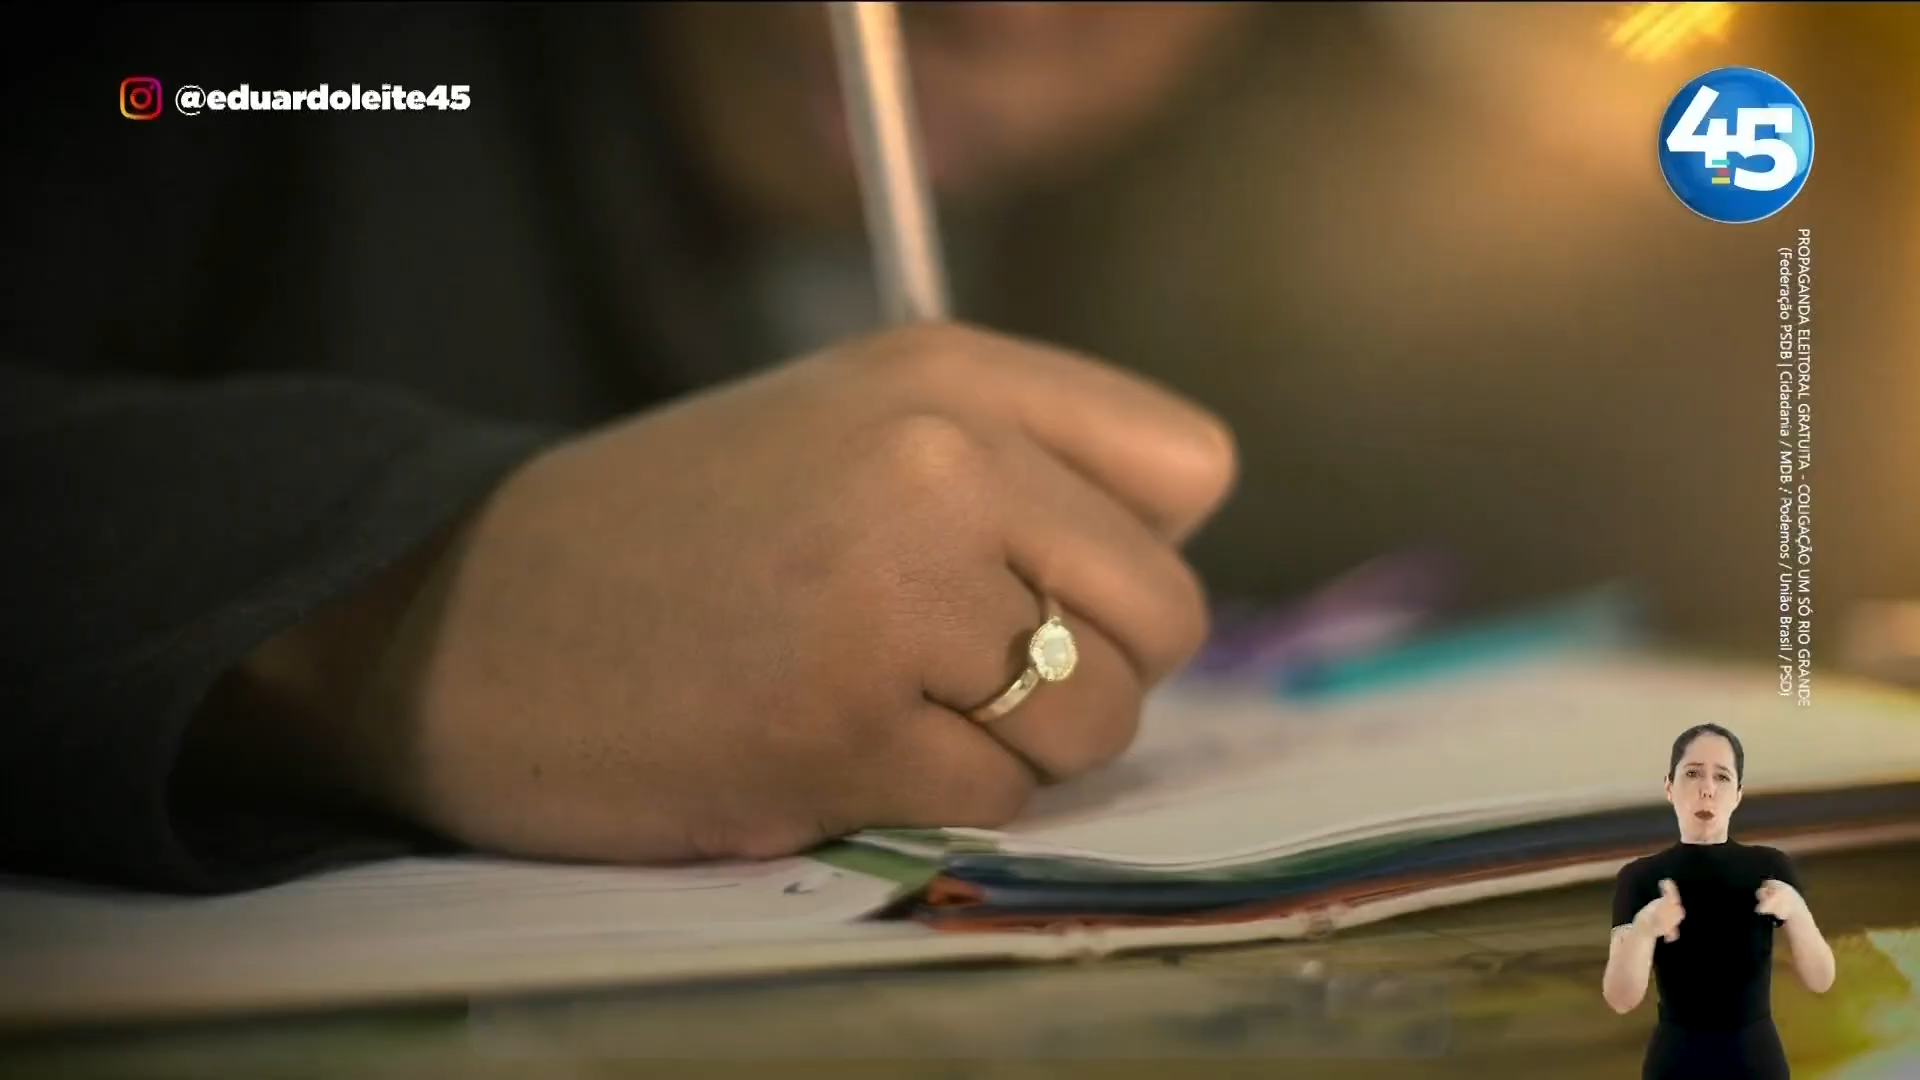 @eduardoleite45
45
PROPAGANDA ELEITORAL GRATUITA - COLIGAÇÃO UM SÓ RIO GRANDE
(Federação PSDB | Cidadania / MDB / Podemos / União Brasil / PSD)